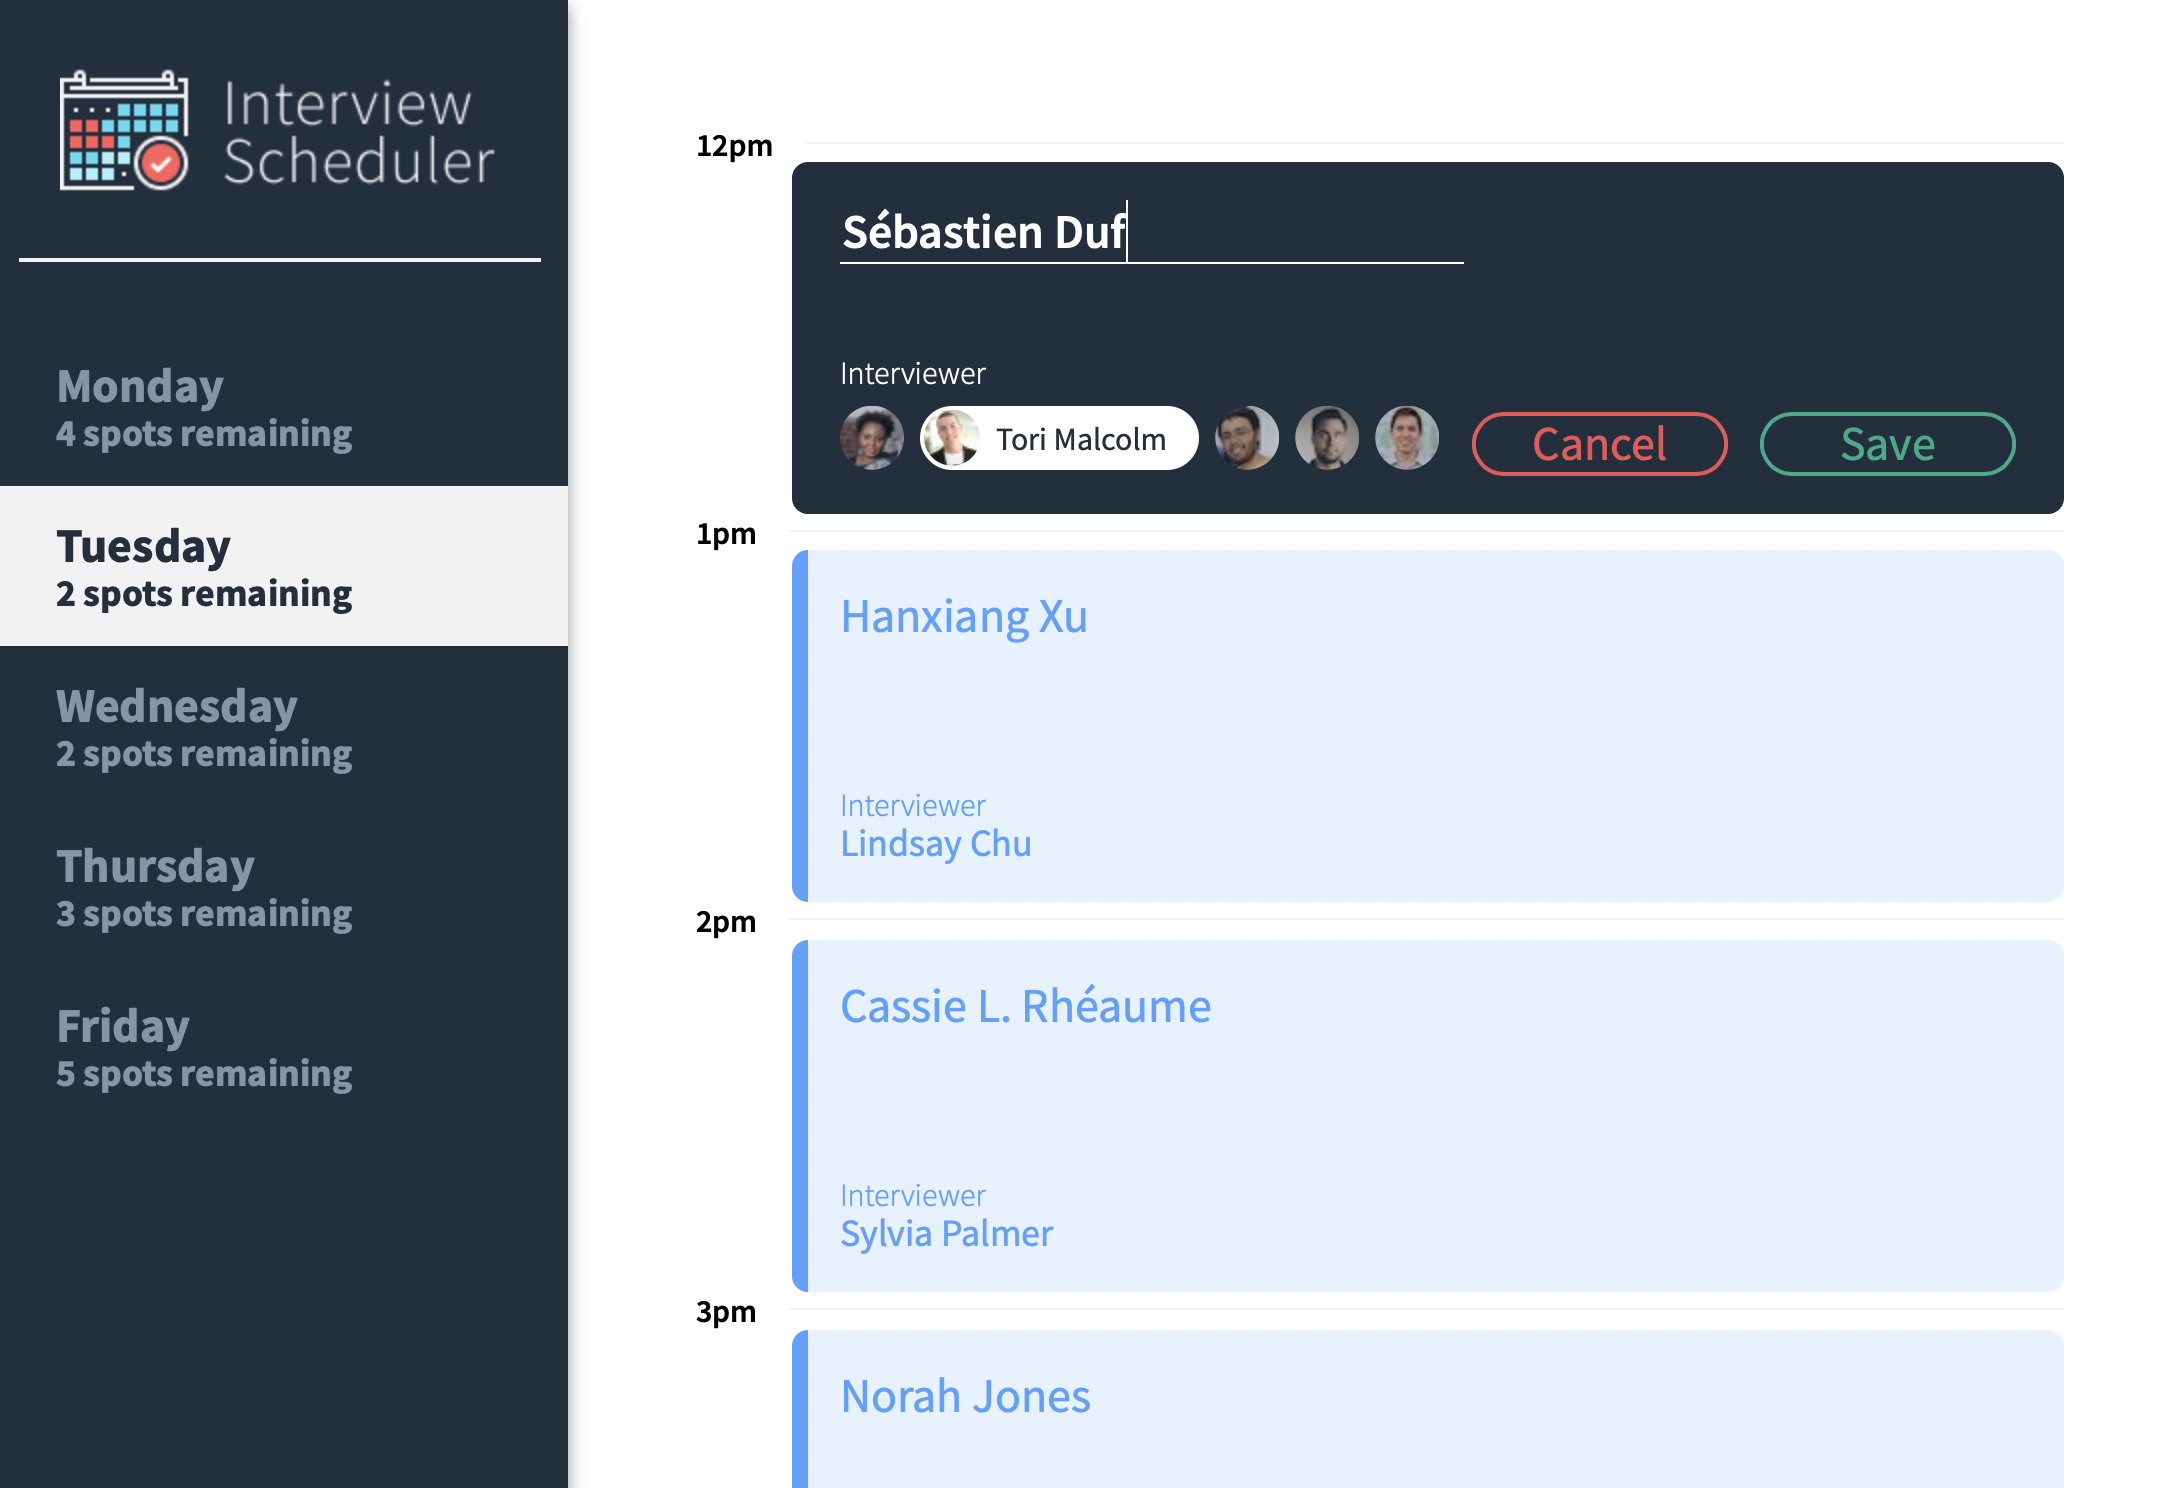 Interview
Scheduler
Monday
4 spots remaining
Tuesday
2 spots remaining
Wednesday
2 spots remaining
Thursday
3 spots remaining
Friday
5 spots remaining
12pm
Sébastien Duf
Interviewer
Tori Malcolm
Cancel
Save
1pm
Hanxiang Xu
Interviewer
Lindsay Chu
2pm
Cassie L. Rhéaume
Interviewer
Sylvia Palmer
3pm
Norah Jones